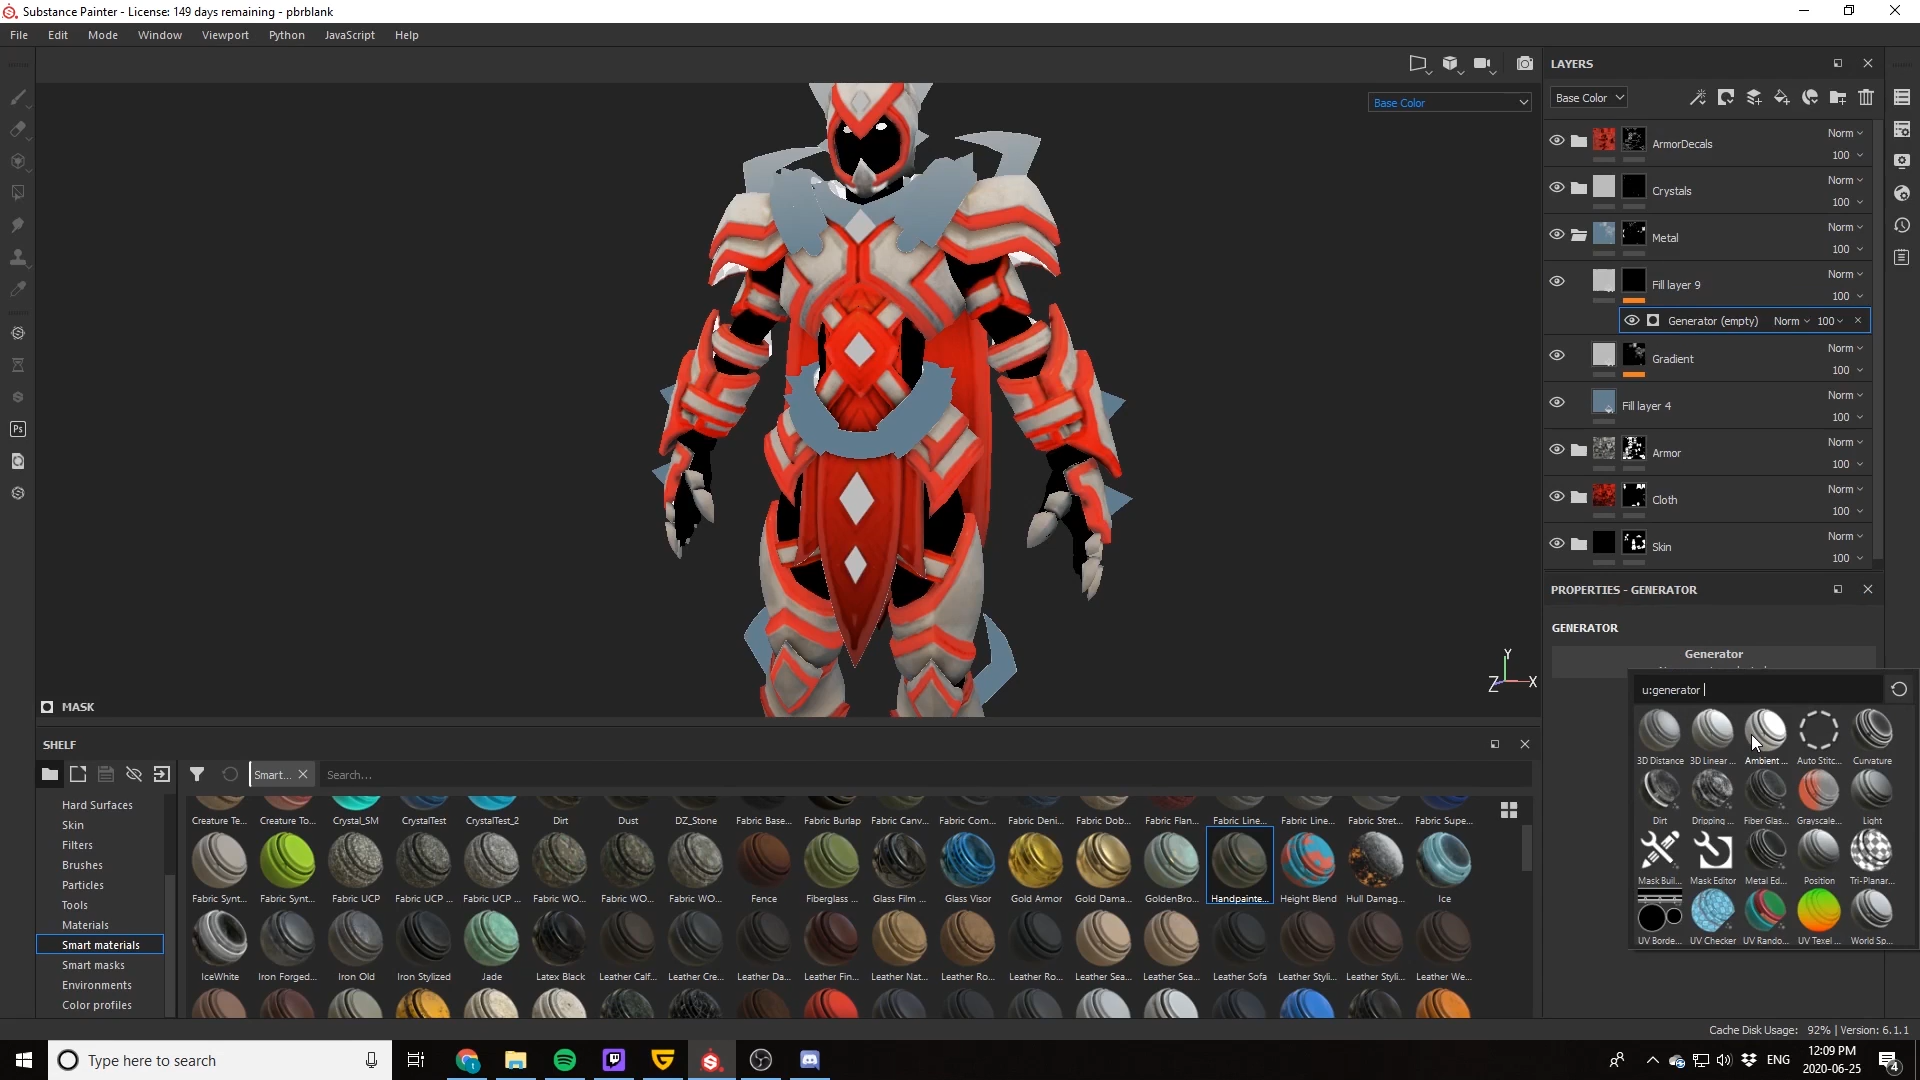 Substance Painter - License: 149 days remaining - pbrblank
File Edit Mode Window Viewport Python JavaScript Help
Base Color
LAYERS
Base Color
ArmorDecals Norm 100
Crystals Norm 100
Metal Norm 100
Fill layer 9 Norm 100
Generator (empty) Norm 100
Gradient Norm 100
Fill layer 4 Norm 100
Armor Norm 100
Cloth Norm 100
Skin Norm 100
Ps
Y
Z X
MASK
PROPERTIES - GENERATOR
GENERATOR
Generator
u:generator
3D Distance 3D Linear ... Ambient ... Auto Stitc... Curvature
Dirt Dripping ... Fiber Glas... Grayscale... Light
Mask Buil... Mask Editor Metal Ed... Position Tri-Planar...
UV Borde... UV Checker UV Rando... UV Texel ... World Sp...
SHELF
Smart... Search...
Hard Surfaces
Skin
Filters
Brushes
Particles
Tools
Materials
Smart materials
Smart masks
Environments
Color profiles
Creature Te... Creature To... Crystal_SM CrystalTest CrystalTest_2 Dirt Dust DZ_Stone Fabric Base... Fabric Burlap Fabric Canv... Fabric Com... Fabric Deni... Fabric Dob... Fabric Flan... Fabric Line... Fabric Line... Fabric Stret... Fabric Supe...
Fabric Synt... Fabric Synt... Fabric UCP Fabric UCP ... Fabric UCP ... Fabric WO... Fabric WO... Fabric WO... Fence Fiberglass ... Glass Film ... Glass Visor Gold Armor Gold Dama... GoldenBro... Handpainte... Height Blend Hull Damag... Ice
IceWhite Iron Forged... Iron Old Iron Stylized Jade Latex Black Leather Calf... Leather Cre... Leather Da... Leather Fin... Leather Nat... Leather Ro... Leather Ro... Leather Sea... Leather Sea... Leather Sofa Leather Styli... Leather Styli... Leather We...
Cache Disk Usage: 92% | Version: 6.1.1
Type here to search
ENG
12:09 PM
2020-06-25
4